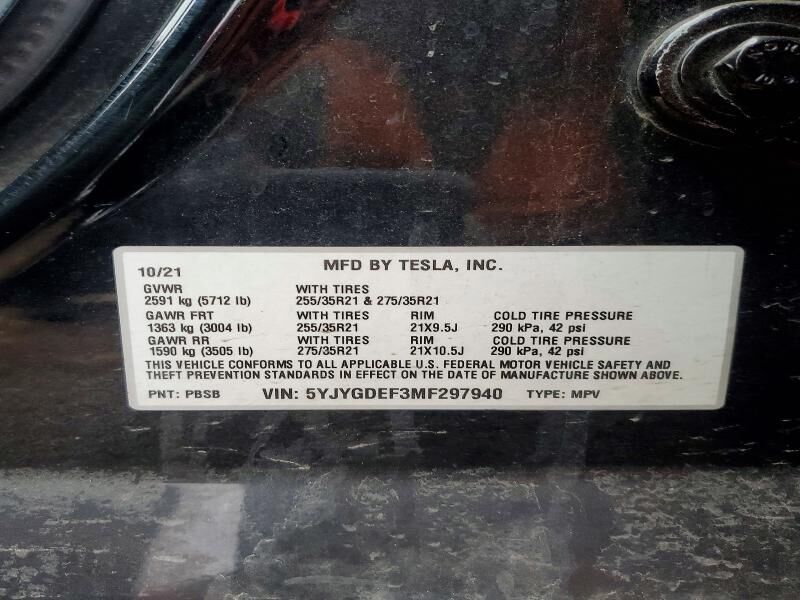 10/21 MFD BY TESLA, INC.
GVWR WITH TIRES
2591 kg (5712 lb) 255/35R21 & 275/35R21
GAWR FRT WITH TIRES RIM COLD TIRE PRESSURE
1363 kg (3004 lb) 255/35R21 21X9.5J 290 kPa, 42 psi
GAWR RR WITH TIRES RIM COLD TIRE PRESSURE
1590 kg (3505 lb) 275/35R21 21X10.5J 290 kPa, 42 psi
THIS VEHICLE CONFORMS TO ALL APPLICABLE U.S. FEDERAL MOTOR VEHICLE SAFETY AND
THEFT PREVENTION STANDARDS IN EFFECT ON THE DATE OF MANUFACTURE SHOWN ABOVE.
PNT: PBSB VIN: 5YJYGDEF3MF297940 TYPE: MPV